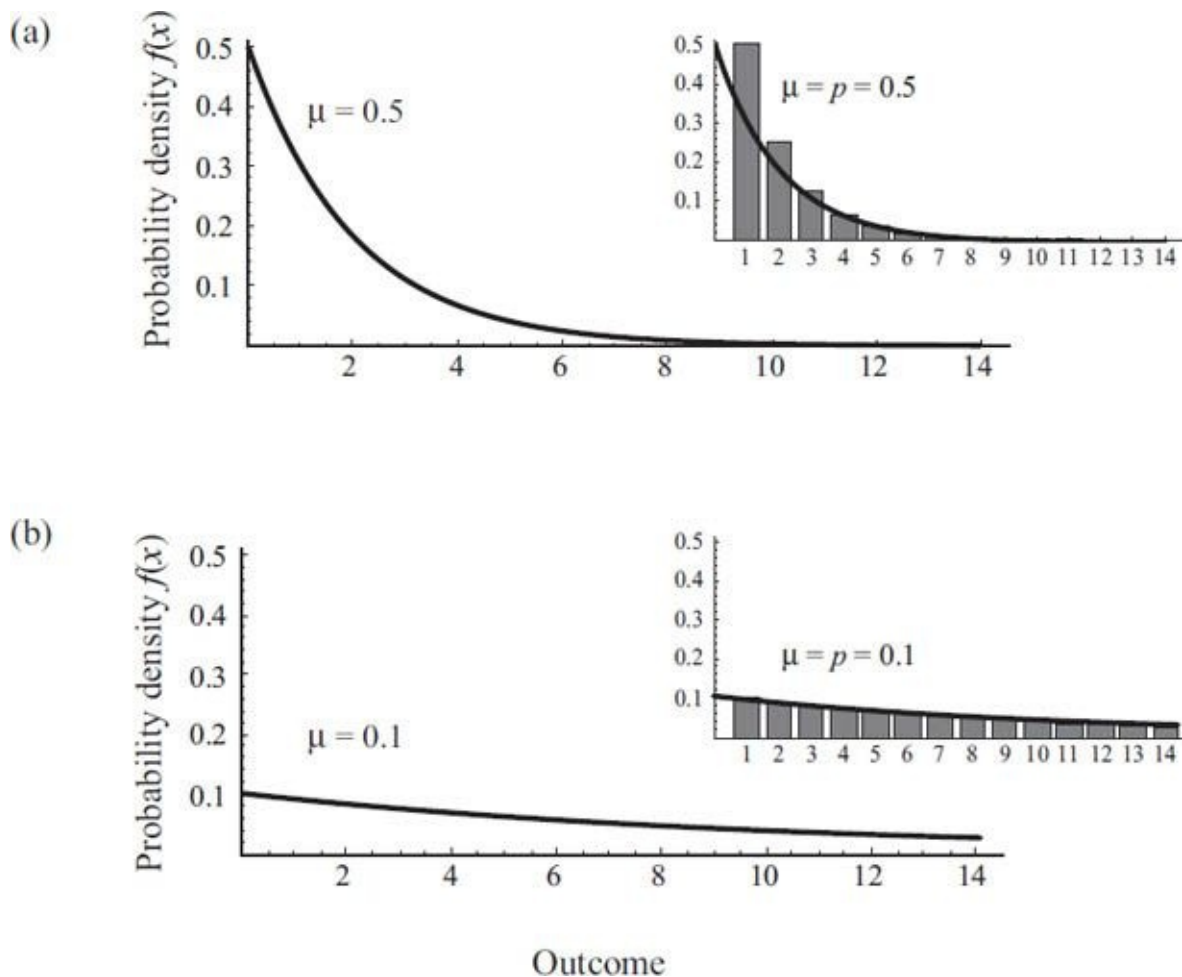 (a)
Probability density f(x)
0.5
0.4
0.3
0.2
0.1
μ = 0.5
2 4 6 8 10 12 14
0.5
0.4
0.3
0.2
0.1
μ = p = 0.5
1 2 3 4 5 6 7 8 9 10 11 12 13 14
(b)
Probability density f(x)
0.5
0.4
0.3
0.2
0.1
μ = 0.1
2 4 6 8 10 12 14
0.5
0.4
0.3
0.2
0.1
μ = p = 0.1
1 2 3 4 5 6 7 8 9 10 11 12 13 14
Outcome